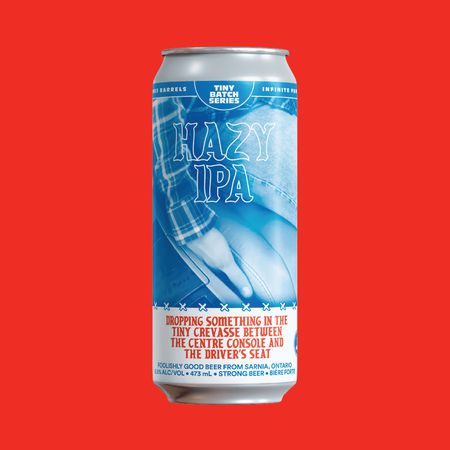 TINY
BATCH
SERIES
BARRELS
INFINITE
HAZY
IPA
DROPPING SOMETHING IN THE
TINY CREVASSE BETWEEN
THE CENTRE CONSOLE AND
THE DRIVER'S SEAT
FOOLISHLY GOOD BEER FROM SARNIA, ONTARIO
ALC/VOL • 473 mL • STRONG BEER • BIÈRE FORTE